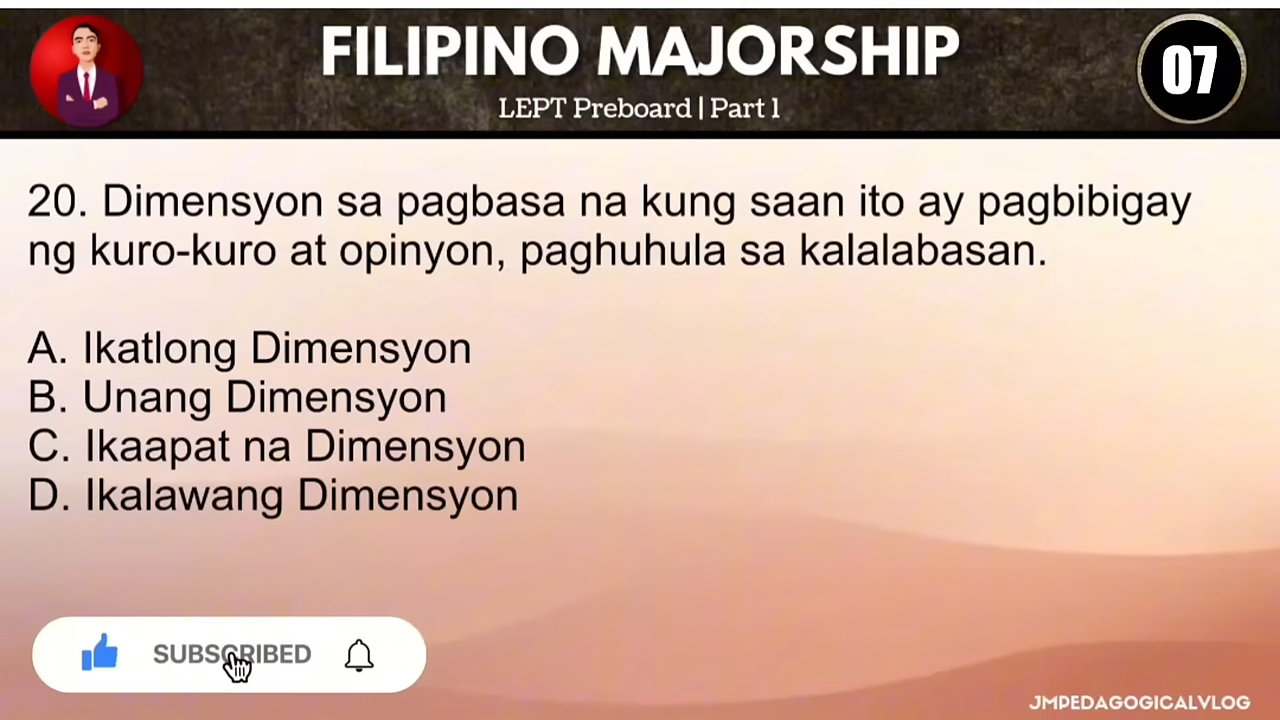 FILIPINO MAJORSHIP
LEPT Preboard | Part 1
07
20. Dimensyon sa pagbasa na kung saan ito ay pagbibigay
ng kuro-kuro at opinyon, paghuhula sa kalalabasan.
A. Ikatlong Dimensyon
B. Unang Dimensyon
C. Ikaapat na Dimensyon
D. Ikalawang Dimensyon
SUBSCRIBED
JMPEDAGOGICALVLOG